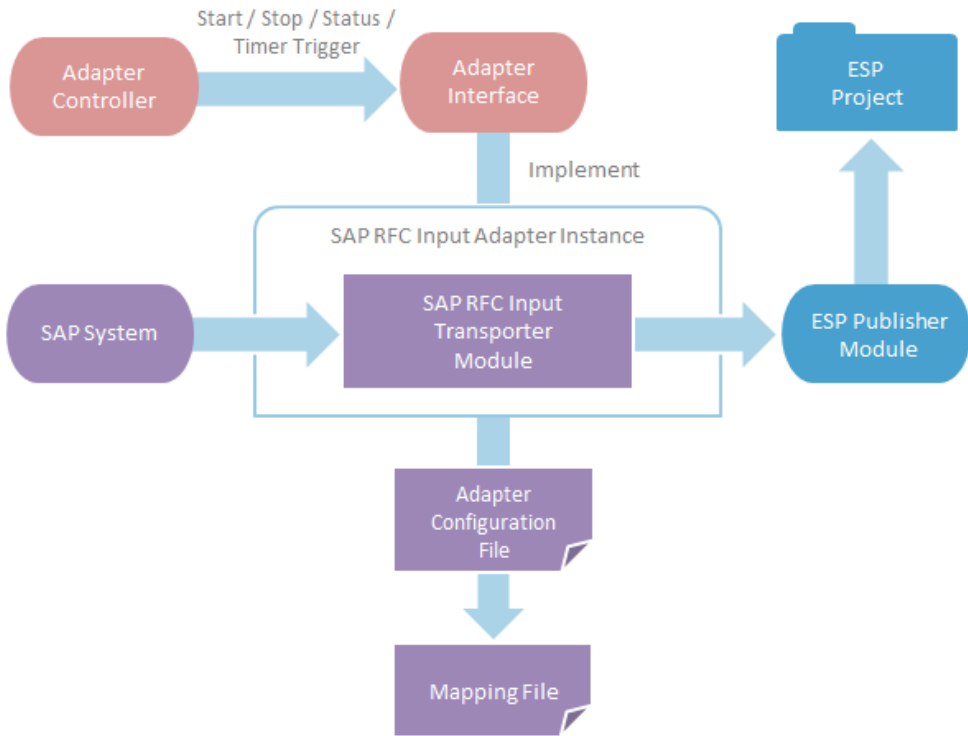 Start / Stop / Status /
Timer Trigger
Adapter
Controller
Adapter
Interface
ESP
Project
Implement
SAP RFC Input Adapter Instance
SAP System
SAP RFC Input
Transporter
Module
ESP Publisher
Module
Adapter
Configuration
File
Mapping File